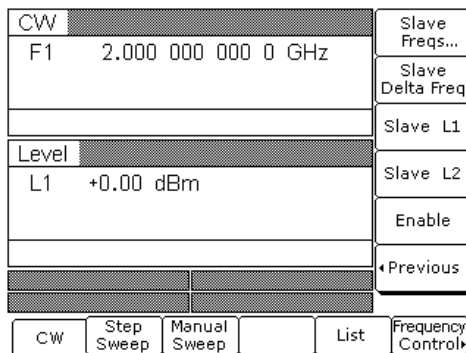 CW
F1 2.000 000 000 0 GHz
Level
L1 +0.00 dBm
Slave
Freqs...
Slave
Delta Freq
Slave L1
Slave L2
Enable
Previous
CW
Step
Sweep
Manual
Sweep
List
Frequency
Control